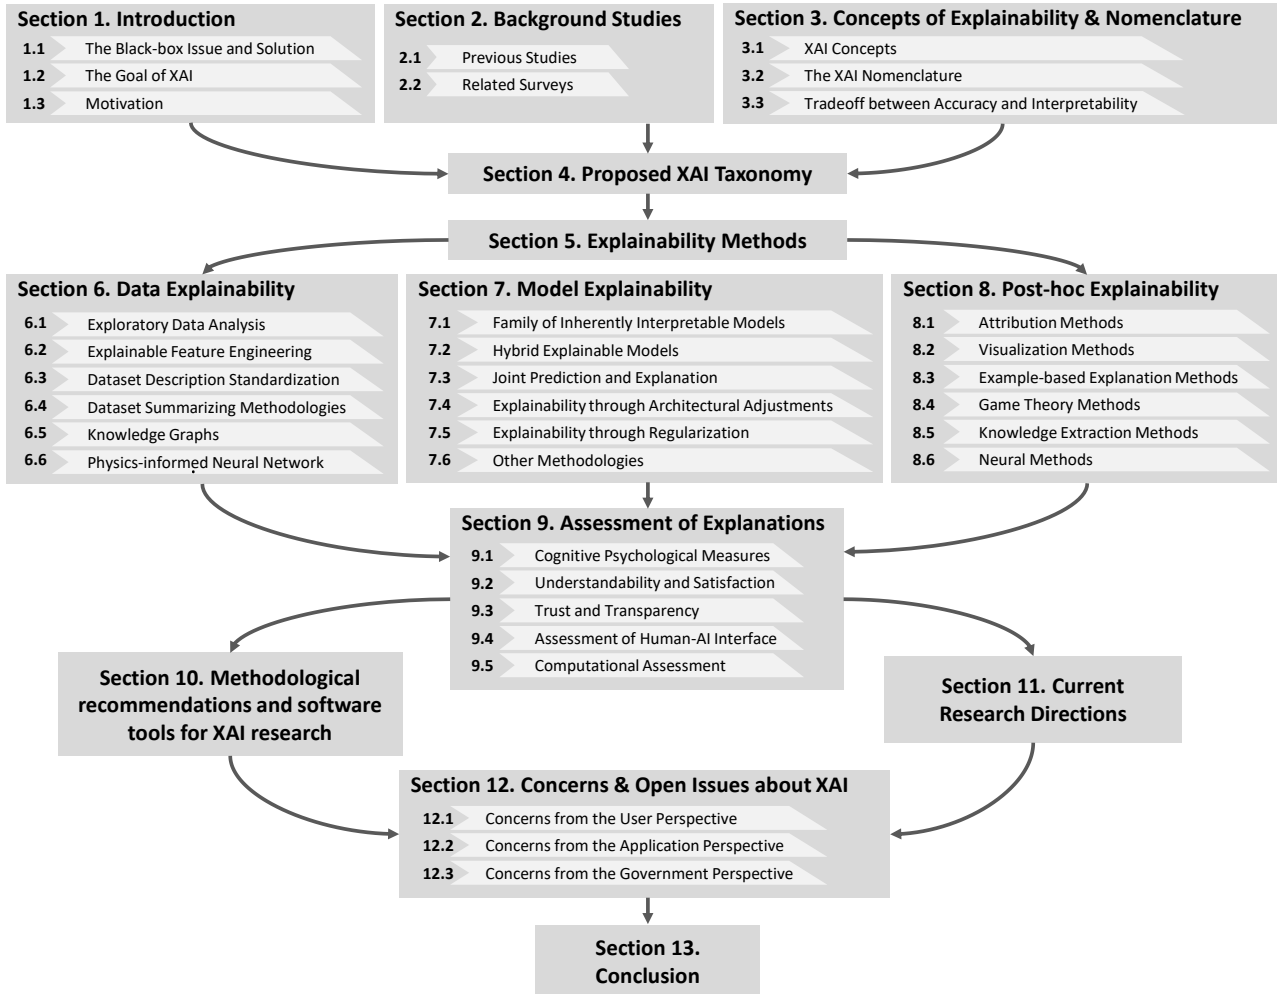 Section 1. Introduction
1.1 The Black-box Issue and Solution
1.2 The Goal of XAI
1.3 Motivation
Section 2. Background Studies
2.1 Previous Studies
2.2 Related Surveys
Section 3. Concepts of Explainability & Nomenclature
3.1 XAI Concepts
3.2 The XAI Nomenclature
3.3 Tradeoff between Accuracy and Interpretability
Section 4. Proposed XAI Taxonomy
Section 5. Explainability Methods
Section 6. Data Explainability
6.1 Exploratory Data Analysis
6.2 Explainable Feature Engineering
6.3 Dataset Description Standardization
6.4 Dataset Summarizing Methodologies
6.5 Knowledge Graphs
6.6 Physics-informed Neural Network
Section 7. Model Explainability
7.1 Family of Inherently Interpretable Models
7.2 Hybrid Explainable Models
7.3 Joint Prediction and Explanation
7.4 Explainability through Architectural Adjustments
7.5 Explainability through Regularization
7.6 Other Methodologies
Section 8. Post-hoc Explainability
8.1 Attribution Methods
8.2 Visualization Methods
8.3 Example-based Explanation Methods
8.4 Game Theory Methods
8.5 Knowledge Extraction Methods
8.6 Neural Methods
Section 9. Assessment of Explanations
9.1 Cognitive Psychological Measures
9.2 Understandability and Satisfaction
9.3 Trust and Transparency
9.4 Assessment of Human-AI Interface
9.5 Computational Assessment
Section 10. Methodological
recommendations and software
tools for XAI research
Section 11. Current
Research Directions
Section 12. Concerns & Open Issues about XAI
12.1 Concerns from the User Perspective
12.2 Concerns from the Application Perspective
12.3 Concerns from the Government Perspective
Section 13.
Conclusion